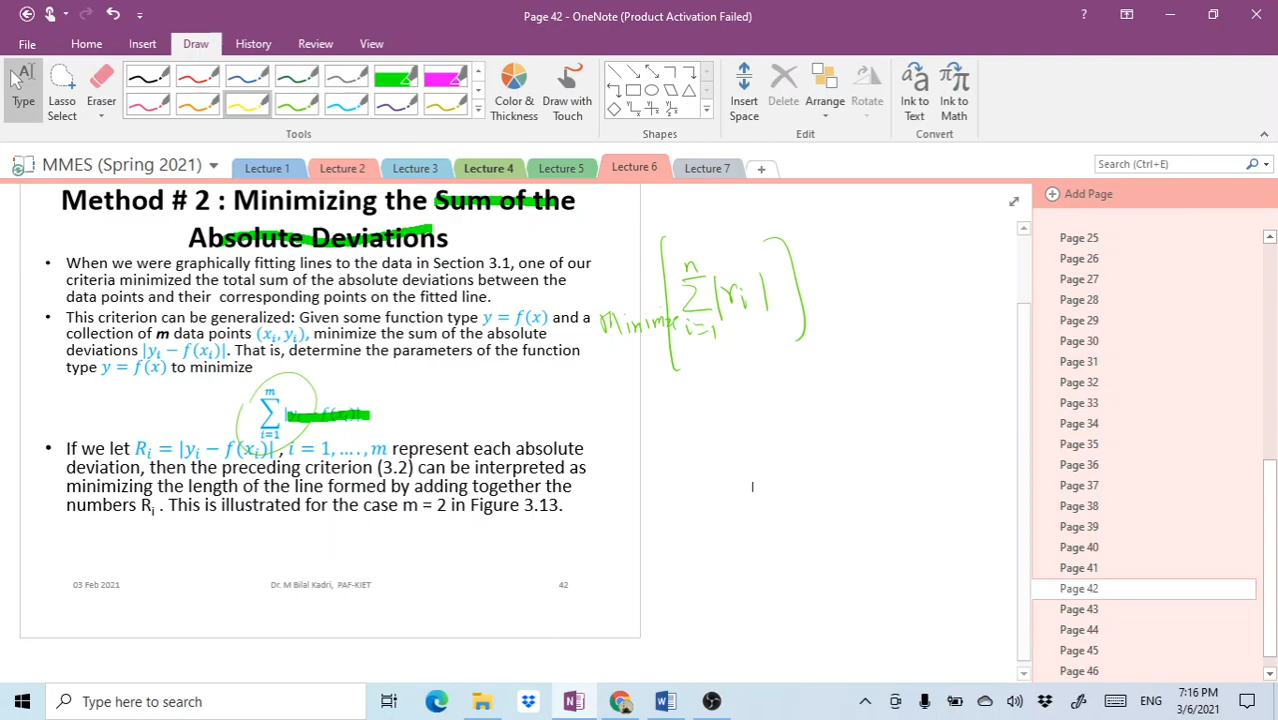 Page 42 - OneNote (Product Activation Failed)
File Home Insert Draw History Review View
Type
Lasso Select
Eraser
Color & Thickness
Draw with Touch
Insert Space
Delete
Arrange
Rotate
Ink to Text
Ink to Math
Tools Shapes Edit Convert
MMES (Spring 2021) Lecture 1 Lecture 2 Lecture 3 Lecture 4 Lecture 5 Lecture 6 Lecture 7 Search (Ctrl+E)
Method # 2 : Minimizing the Sum of the
Absolute Deviations
• When we were graphically fitting lines to the data in Section 3.1, one of our
criteria minimized the total sum of the absolute deviations between the
data points and their corresponding points on the fitted line.
• This criterion can be generalized: Given some function type y = f(x) and a
collection of m data points (xᵢ, yᵢ), minimize the sum of the absolute
deviations |yᵢ − f(xᵢ)|. That is, determine the parameters of the function
type y = f(x) to minimize
m
∑ |yᵢ − f(xᵢ)|
i=1
• If we let Rᵢ = |yᵢ − f(xᵢ)| , i = 1, . . . . , m represent each absolute
deviation, then the preceding criterion (3.2) can be interpreted as
minimizing the length of the line formed by adding together the
numbers Rᵢ . This is illustrated for the case m = 2 in Figure 3.13.
03 Feb 2021 Dr. M Bilal Kadri, PAF-KIET 42
n
Minimize ∑ |rᵢ|
i=1
Add Page
Page 25
Page 26
Page 27
Page 28
Page 29
Page 30
Page 31
Page 32
Page 33
Page 34
Page 35
Page 36
Page 37
Page 38
Page 39
Page 40
Page 41
Page 42
Page 43
Page 44
Page 45
Page 46
Type here to search
ENG
7:16 PM
3/6/2021